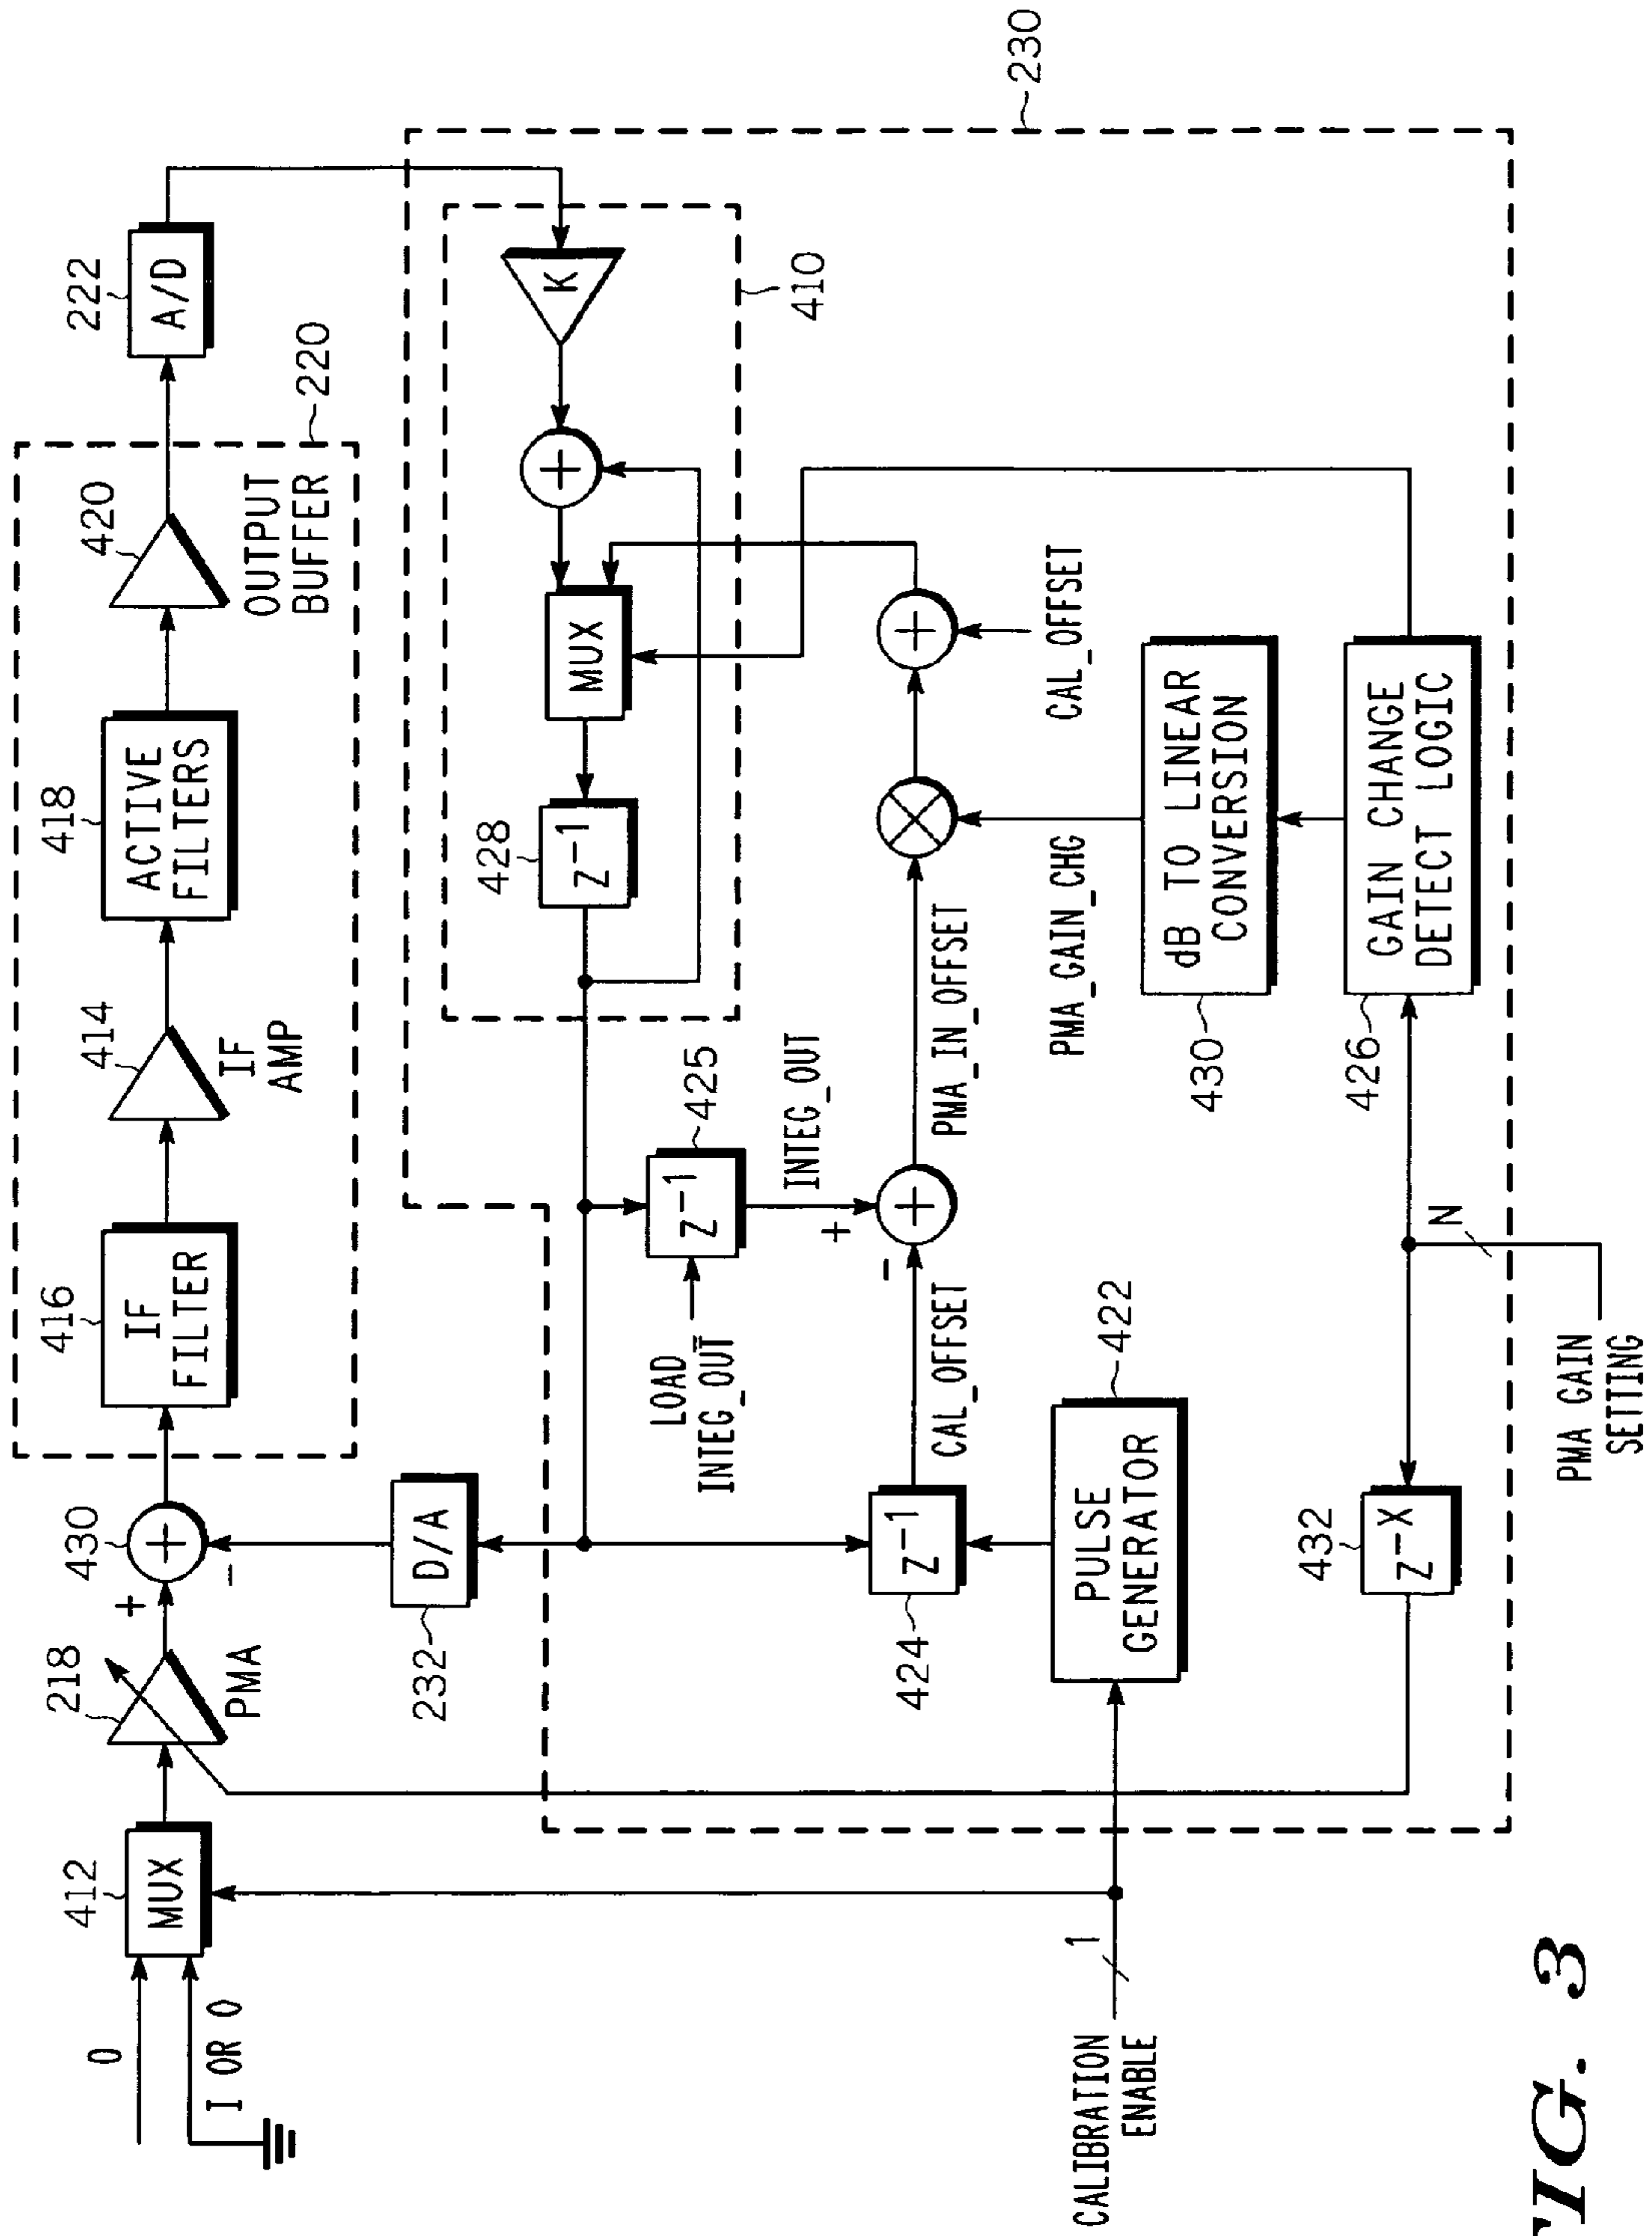 0
I OR 0
412
MUX
218
PMA
+
-
430
+
220
416
IF
FILTER
414
IF
AMP
418
ACTIVE
FILTERS
420
OUTPUT
BUFFER
222
A/D
230
232
D/A
410
K
+
MUX
428
Z⁻¹
425
Z⁻¹
LOAD
INTEG_OUT
INTEG_OUT
+
-
+
CAL_OFFSET
424
Z⁻¹
PMA_IN_OFFSET
+
CAL_OFFSET
422
PULSE
GENERATOR
PMA_GAIN_CHG
430
dB TO LINEAR
CONVERSION
426
GAIN CHANGE
DETECT LOGIC
432
Z⁻X
N
PMA GAIN
SETTING
1
CALIBRATION
ENABLE
FIG. 3